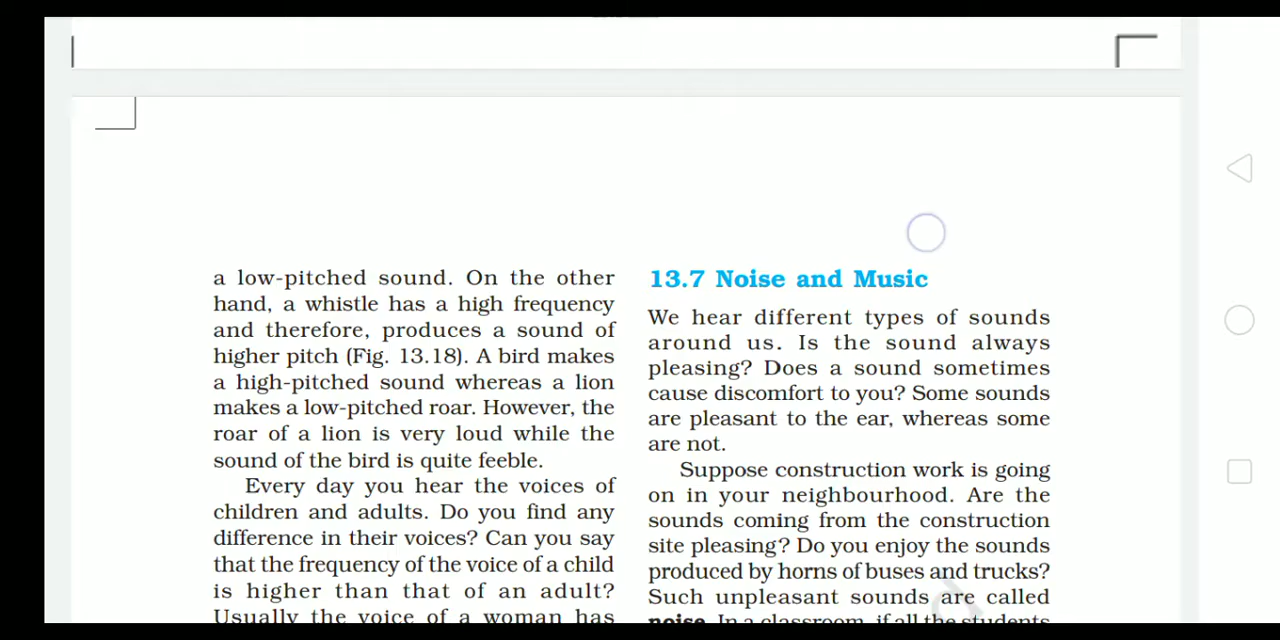 a low-pitched sound. On the other
hand, a whistle has a high frequency
and therefore, produces a sound of
higher pitch (Fig. 13.18). A bird makes
a high-pitched sound whereas a lion
makes a low-pitched roar. However, the
roar of a lion is very loud while the
sound of the bird is quite feeble.
Every day you hear the voices of
children and adults. Do you find any
difference in their voices? Can you say
that the frequency of the voice of a child
is higher than that of an adult?
Usually the voice of a woman has
13.7 Noise and Music
We hear different types of sounds
around us. Is the sound always
pleasing? Does a sound sometimes
cause discomfort to you? Some sounds
are pleasant to the ear, whereas some
are not.
Suppose construction work is going
on in your neighbourhood. Are the
sounds coming from the construction
site pleasing? Do you enjoy the sounds
produced by horns of buses and trucks?
Such unpleasant sounds are called
noise. In a classroom, if all the students